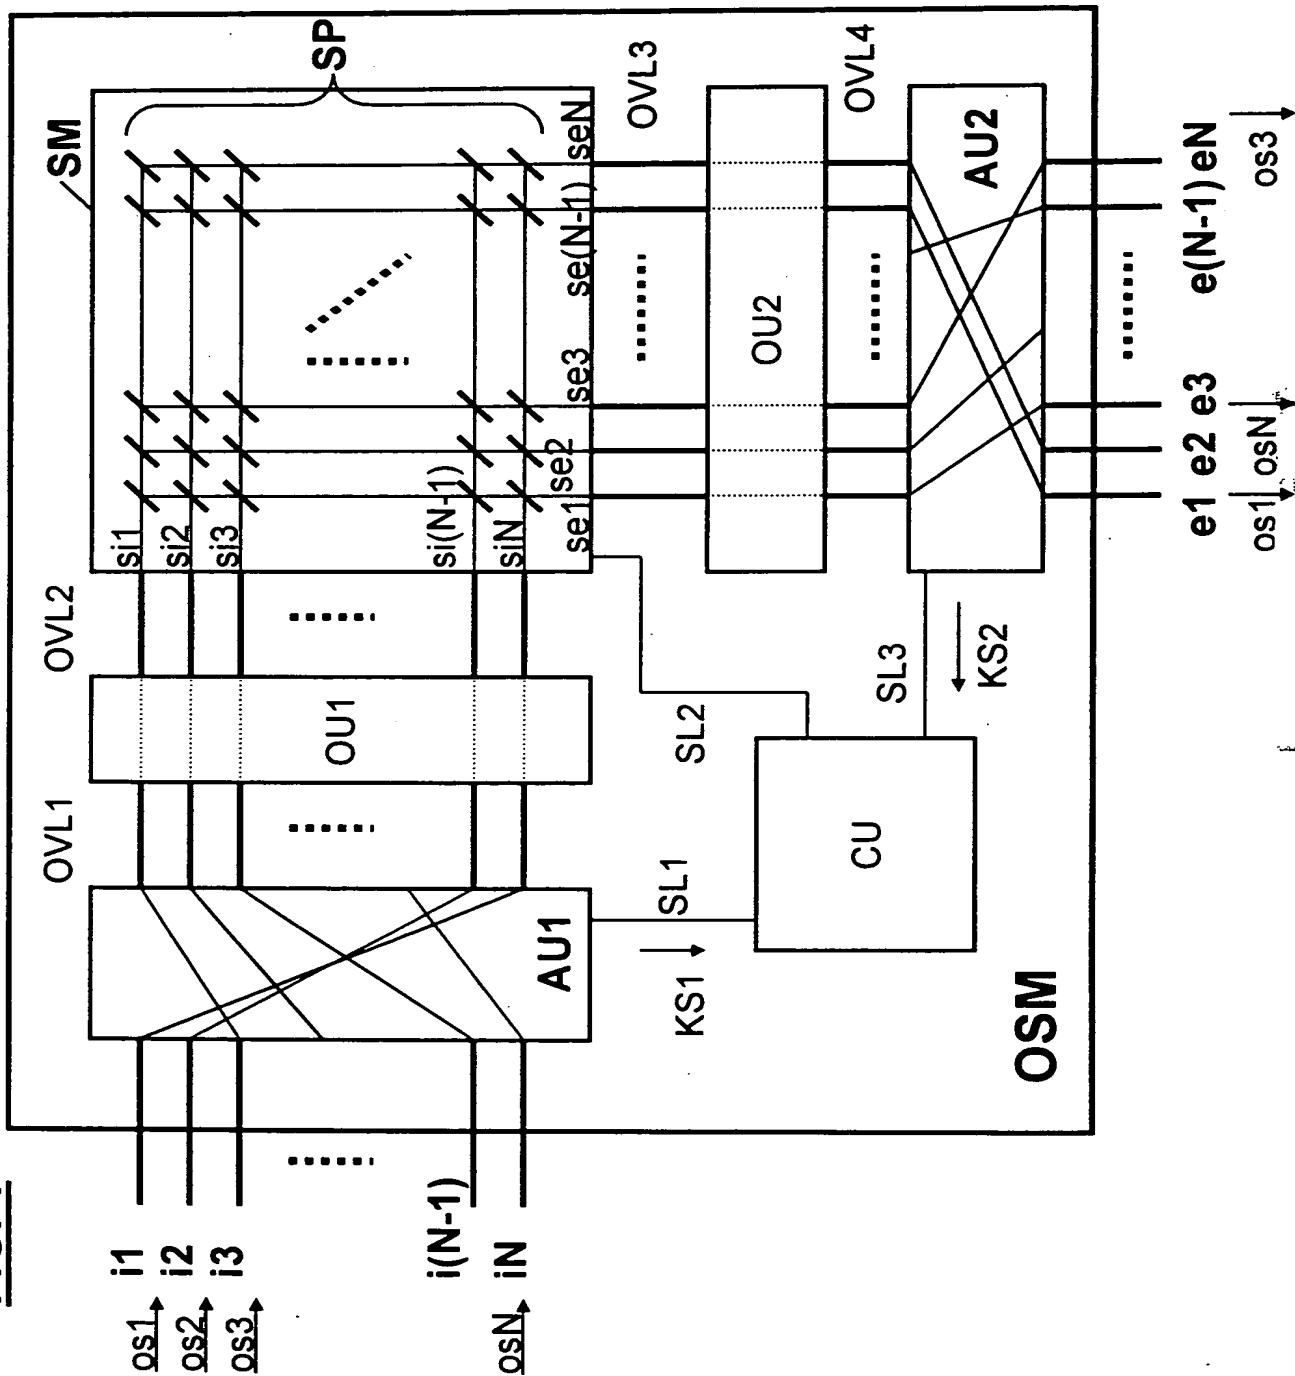 os1
i1
os2
i2
os3
i3
i(N-1)
osN
iN
OVL1
OVL2
SM
SP
si1
si2
si3
si(N-1)
siN
AU1
OU1
se1
se2
se3
se(N-1)
seN
OVL3
KS1
SL1
SL2
OU2
CU
SL3
KS2
OVL4
AU2
OSM
e1
e2
e3
e(N-1)
eN
os1
osN
os3